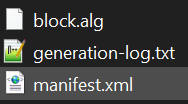 block.alg
generation-log.txt
manifest.xml